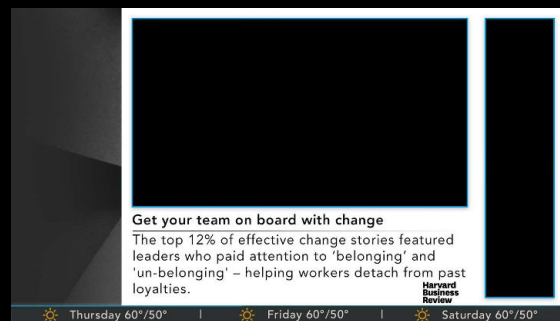 Get your team on board with change
The top 12% of effective change stories featured
leaders who paid attention to ‘belonging’ and
'un-belonging' – helping workers detach from past
loyalties.
Harvard
Business
Review
Thursday 60°/50° | Friday 60°/50° | Saturday 60°/50°